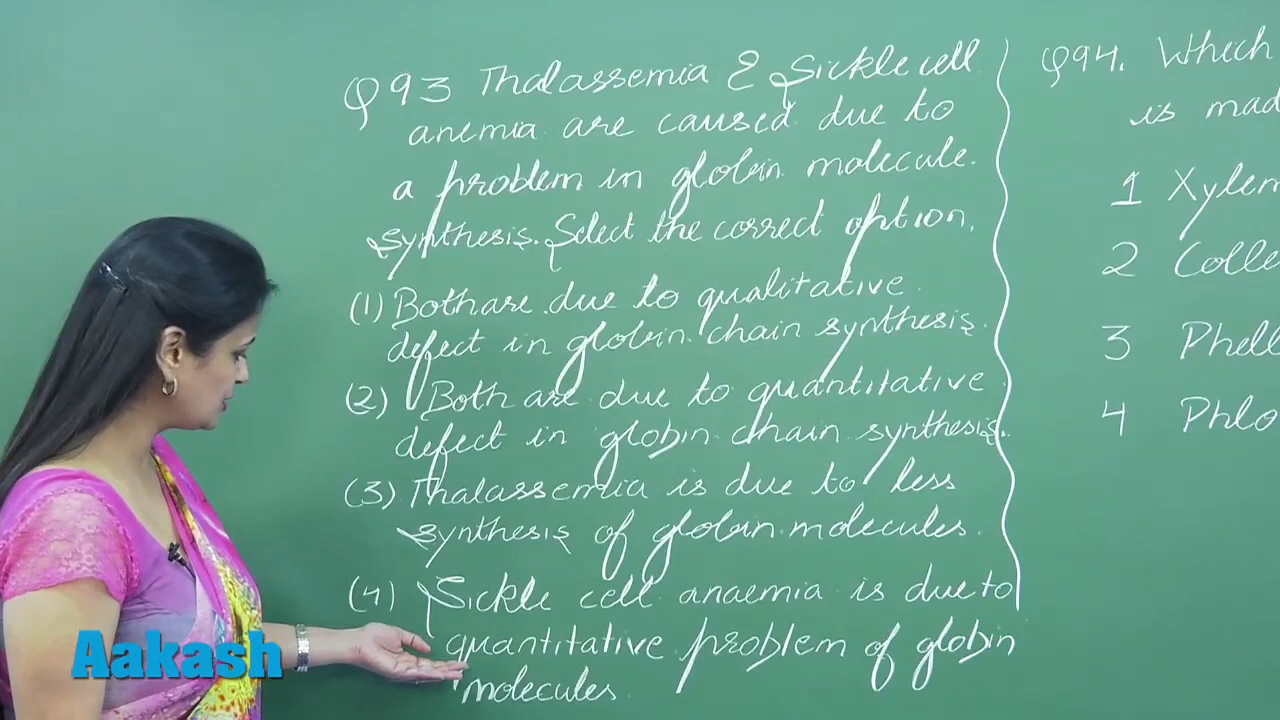 Q93 Thalassemia & Sickle cell
anemia are caused due to
a problem in globin molecule.
synthesis. Select the correct option.
(1) Both are due to qualitative
defect in globin chain synthesis.
(2) Both are due to quantitative
defect in globin chain synthesis.
(3) Thalassemia is due to less
synthesis of globin molecules.
(4) Sickle cell anaemia is due to
quantitative problem of globin
molecules
Q94. Which
is mad
1 Xylem
2 Colle
3 Phell
4 Phlo
Aakash